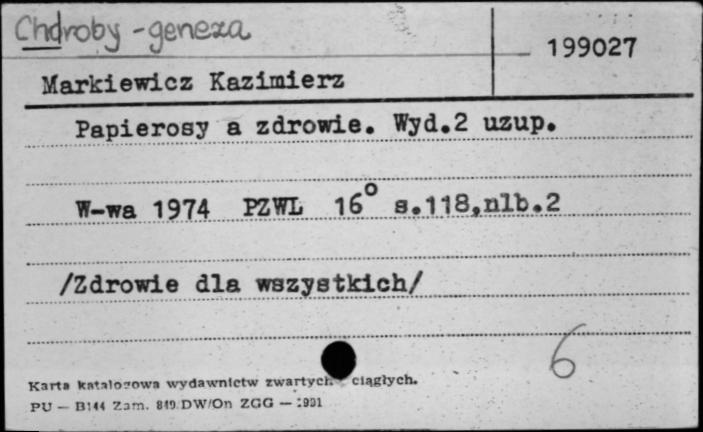 Choroby - geneza
199027
Markiewicz Kazimierz
Papierosy a zdrowie. Wyd.2 uzup.
W-wa 1974 PZWL 16° s.118,nlb.2
/Zdrowie dla wszystkich/
6
Karta katalogowa wydawnictw zwartych - ciągłych.
PU — B144 Zam. 849 DW/On ZGG — 1991